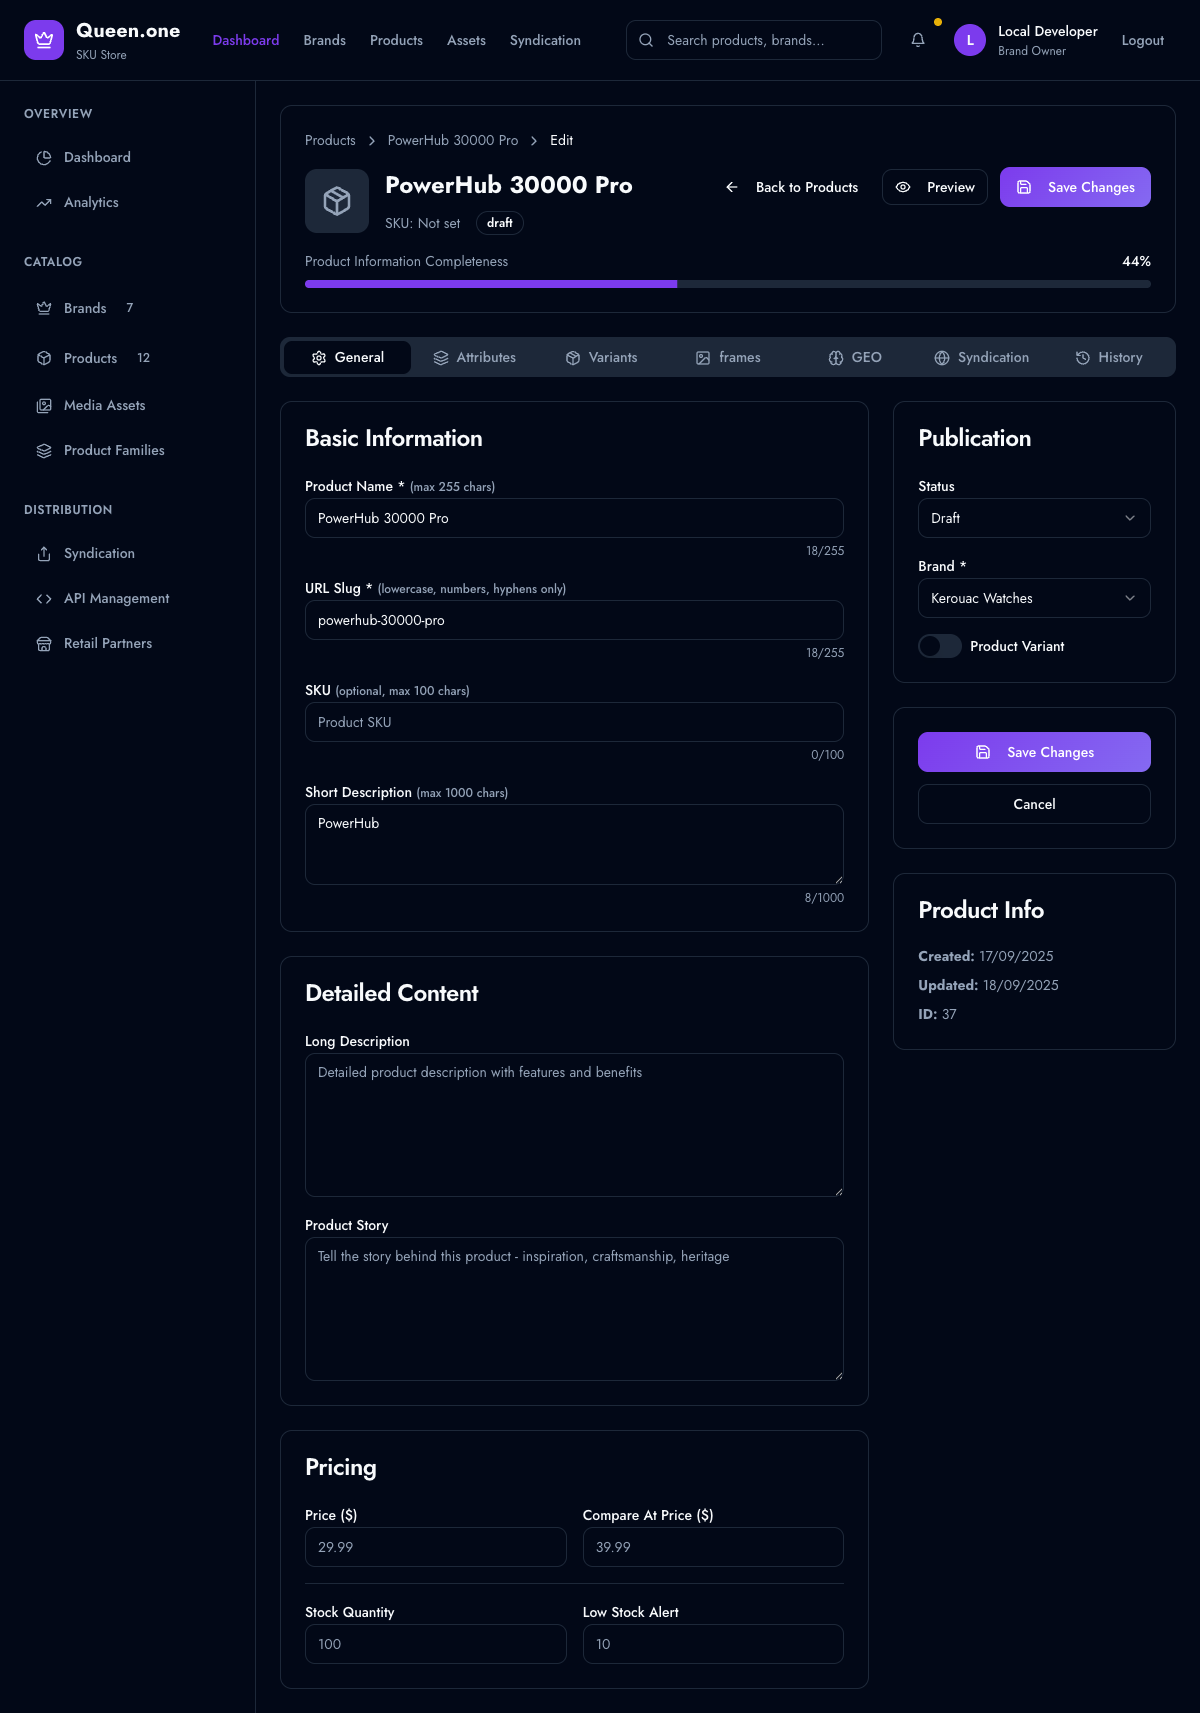 Queen.one
SKU Store
Dashboard
Brands
Products
Assets
Syndication
Search products, brands...
L
Local Developer
Brand Owner
Logout
OVERVIEW
Dashboard
Analytics
CATALOG
Brands 7
Products 12
Media Assets
Product Families
DISTRIBUTION
Syndication
API Management
Retail Partners
Products > PowerHub 30000 Pro > Edit
PowerHub 30000 Pro
SKU: Not set draft
Back to Products
Preview
Save Changes
Product Information Completeness 44%
General
Attributes
Variants
frames
GEO
Syndication
History
Basic Information
Product Name * (max 255 chars)
PowerHub 30000 Pro
18/255
URL Slug * (lowercase, numbers, hyphens only)
powerhub-30000-pro
18/255
SKU (optional, max 100 chars)
Product SKU
0/100
Short Description (max 1000 chars)
PowerHub
8/1000
Detailed Content
Long Description
Detailed product description with features and benefits
Product Story
Tell the story behind this product - inspiration, craftsmanship, heritage
Pricing
Price ($)
29.99
Compare At Price ($)
39.99
Stock Quantity
100
Low Stock Alert
10
Publication
Status
Draft
Brand *
Kerouac Watches
Product Variant
Save Changes
Cancel
Product Info
Created: 17/09/2025
Updated: 18/09/2025
ID: 37